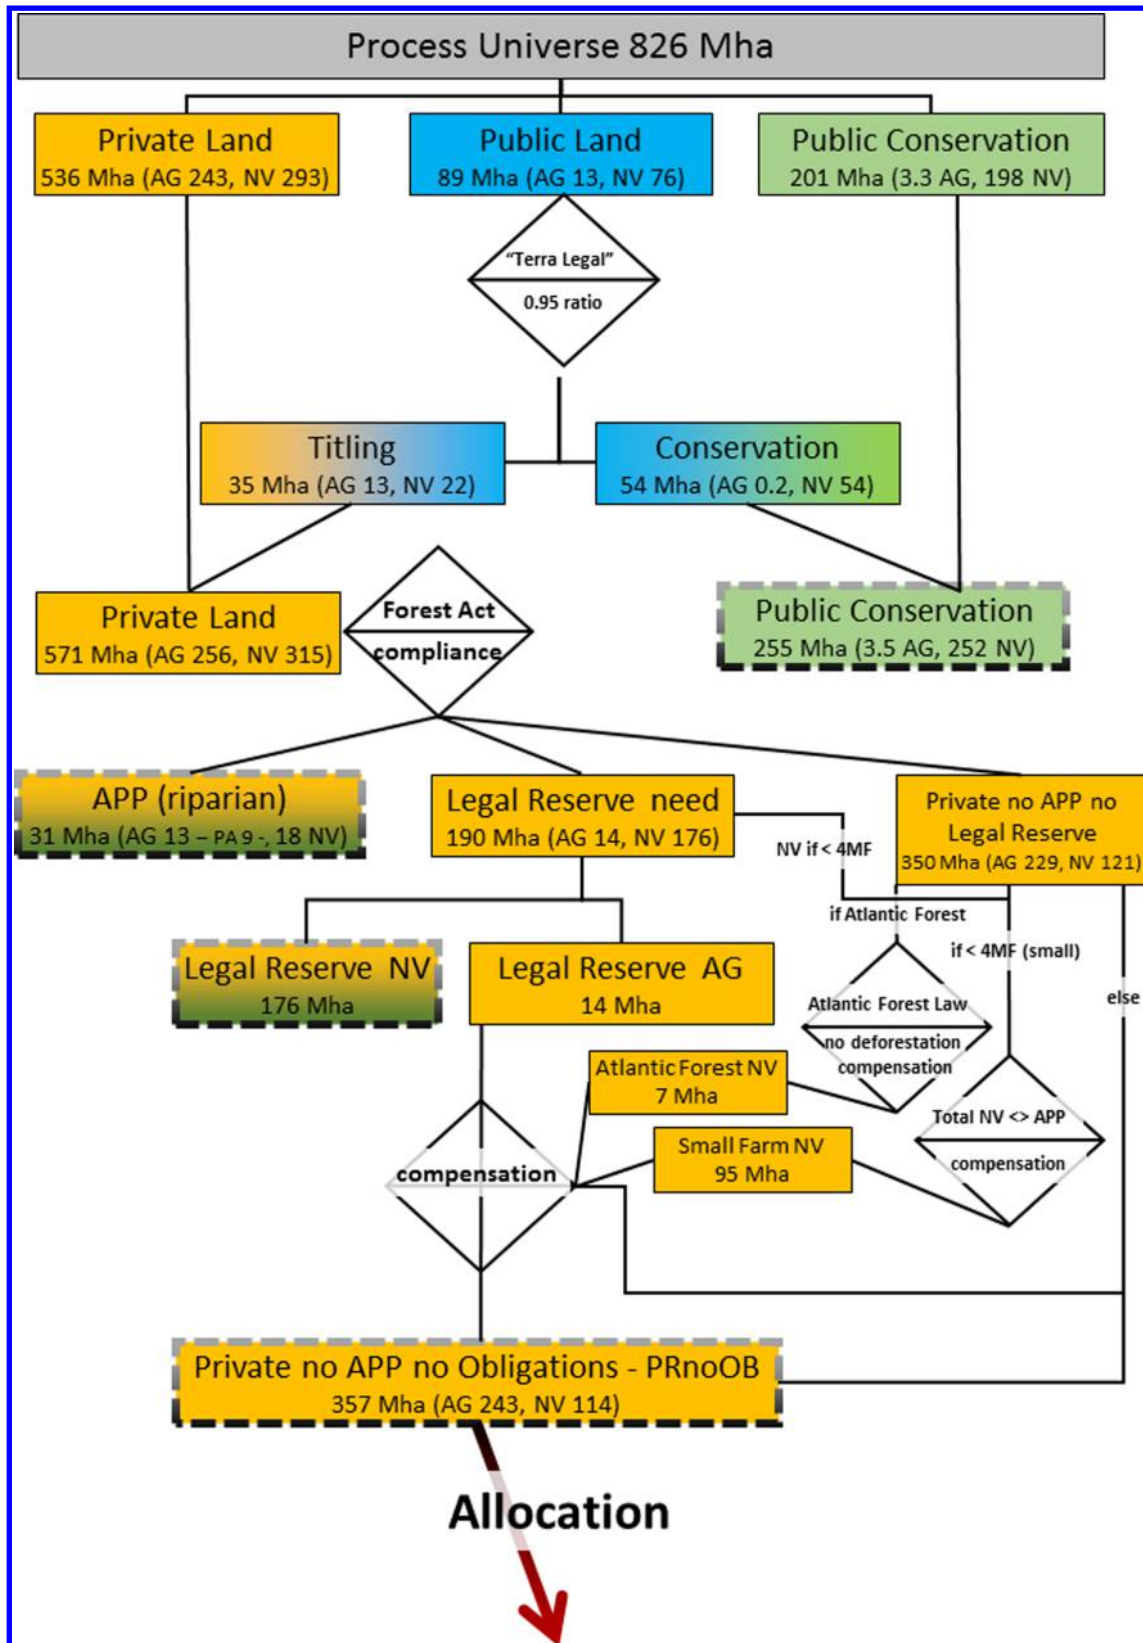 Process Universe 826 Mha
Private Land
536 Mha (AG 243, NV 293)
Public Land
89 Mha (AG 13, NV 76)
Public Conservation
201 Mha (3.3 AG, 198 NV)
“Terra Legal”
0.95 ratio
Titling
35 Mha (AG 13, NV 22)
Conservation
54 Mha (AG 0.2, NV 54)
Private Land
571 Mha (AG 256, NV 315)
Forest Act
compliance
Public Conservation
255 Mha (3.5 AG, 252 NV)
APP (riparian)
31 Mha (AG 13 – PA 9 -, 18 NV)
Legal Reserve need
190 Mha (AG 14, NV 176)
Private no APP no
Legal Reserve
350 Mha (AG 229, NV 121)
NV if < 4MF
if Atlantic Forest
if < 4MF (small)
else
Legal Reserve NV
176 Mha
Legal Reserve AG
14 Mha
Atlantic Forest Law
no deforestation
compensation
Atlantic Forest NV
7 Mha
Total NV <> APP
compensation
Small Farm NV
95 Mha
compensation
Private no APP no Obligations - PRnoOB
357 Mha (AG 243, NV 114)
Allocation